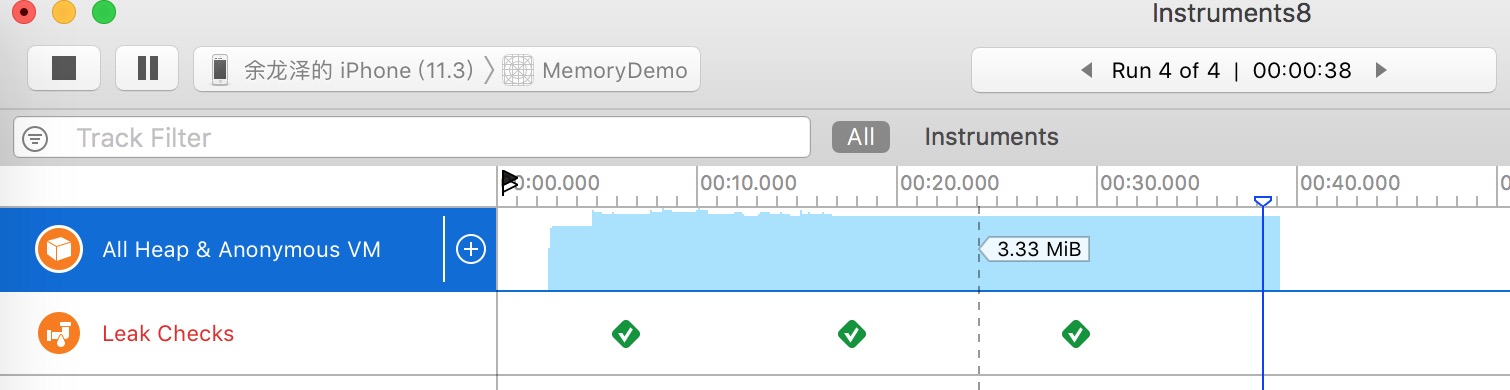 Instruments8
余龙泽的 iPhone (11.3) MemoryDemo
Run 4 of 4 | 00:00:38
Track Filter
All
Instruments
0:00.000 00:10.000 00:20.000 00:30.000 00:40.000
All Heap & Anonymous VM
3.33 MiB
Leak Checks